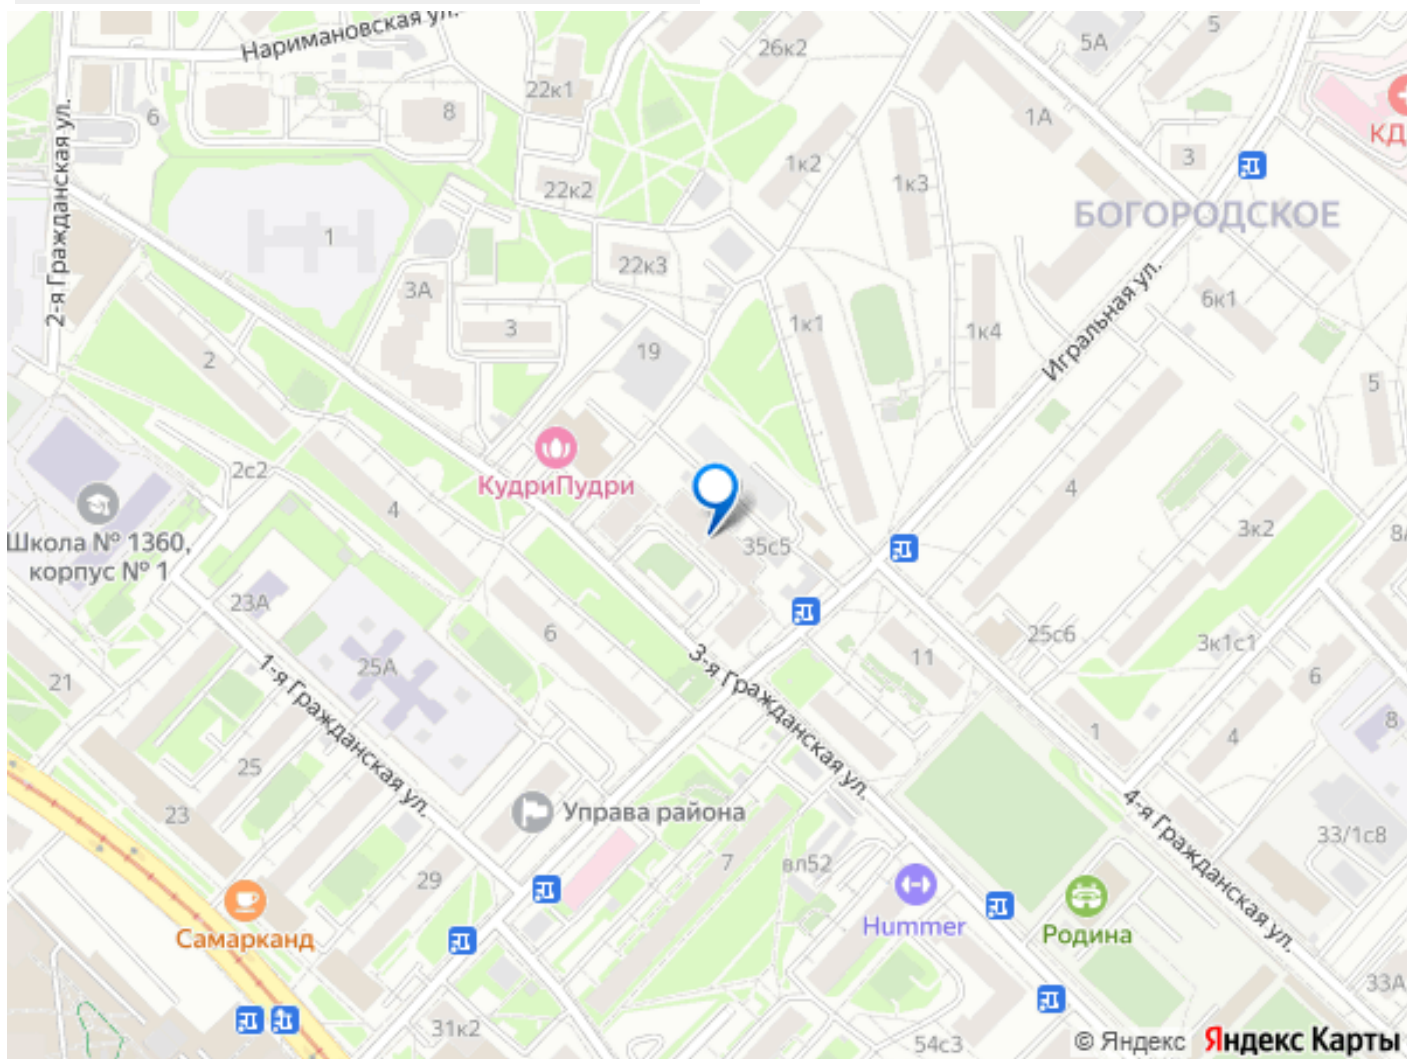 Наримановская ул.
26к2
5А
5
22к1
8
6
1А
2-я Гражданская ул.
КД
3
1к2
1к3
22к2
БОГОРОДСКОЕ
1
22к3
3А
6к1
Игральная ул.
3
1к1
1к4
19
2
5
2с2
КудриПудри
4
4
Школа № 1360,
корпус № 1
35с5
3к2
8
23А
6
25с6
11
3к1с1
25А
1-я Гражданская ул.
3-я Гражданская ул.
21
6
8
1
4
25
23
Управа района
4-я Гражданская ул.
33/1с8
7
вл52
29
Hummer
Родина
Самарканд
33А
31к2
54с3
© Яндекс Яндекс Карты